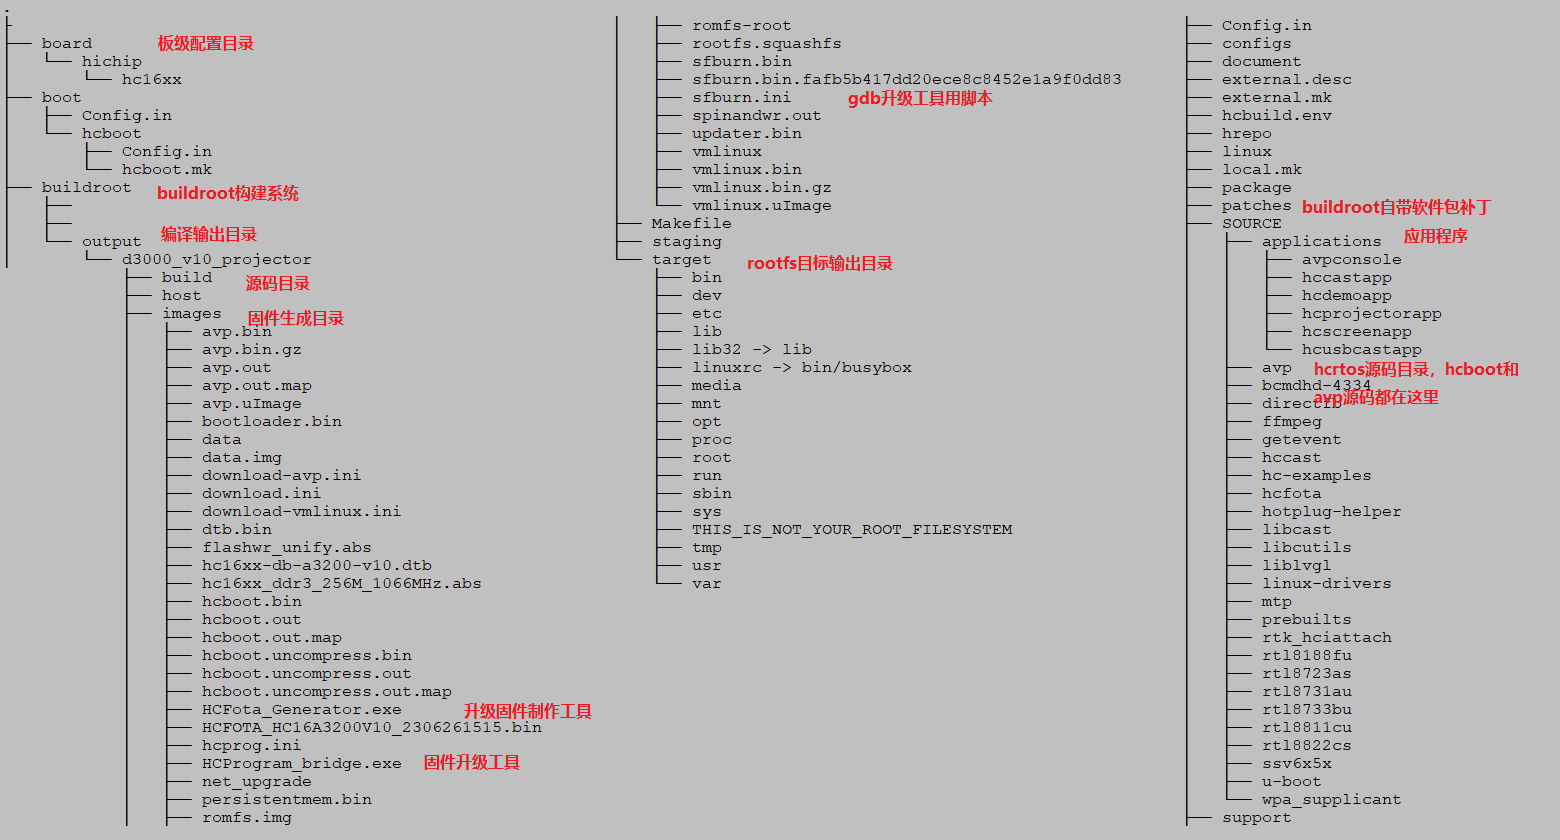 .
board 板级配置目录
hichip
hc16xx
boot
Config.in
hcboot
Config.in
hcboot.mk
buildroot buildroot构建系统
output 编译输出目录
d3000_v10_projector
build 源码目录
host
images 固件生成目录
avp.bin
avp.bin.gz
avp.out
avp.out.map
avp.uImage
bootloader.bin
data
data.img
download-avp.ini
download.ini
download-vmlinux.ini
dtb.bin
flashwr_unify.abs
hc16xx-db-a3200-v10.dtb
hc16xx_ddr3_256M_1066MHz.abs
hcboot.bin
hcboot.out
hcboot.out.map
hcboot.uncompress.bin
hcboot.uncompress.out
hcboot.uncompress.out.map
HCFota_Generator.exe 升级固件制作工具
HCFOTA_HC16A3200V10_2306261515.bin
hcprog.ini
HCProgram_bridge.exe 固件升级工具
net_upgrade
persistentmem.bin
romfs.img
romfs-root
rootfs.squashfs
sfburn.bin
sfburn.bin.fafb5b417dd20ece8c8452e1a9f0dd83
sfburn.ini gdb升级工具用脚本
spinandwr.out
updater.bin
vmlinux
vmlinux.bin
vmlinux.bin.gz
vmlinux.uImage
Makefile
staging
target rootfs目标输出目录
bin
dev
etc
lib
lib32 -> lib
linuxrc -> bin/busybox
media
mnt
opt
proc
root
run
sbin
sys
THIS_IS_NOT_YOUR_ROOT_FILESYSTEM
tmp
usr
var
Config.in
configs
document
external.desc
external.mk
hcbuild.env
hrepo
linux
local.mk
package
patches buildroot自带软件包补丁
SOURCE
applications 应用程序
avpconsole
hccastapp
hcdemoapp
hcprojectorapp
hcscreenapp
hcusbcastapp
avp hcrtos源码目录，hcboot和
bcmdhd-4334
directfb avp源码都在这里
ffmpeg
getevent
hccast
hc-examples
hcfota
hotplug-helper
libcast
libcutils
liblvgl
linux-drivers
mtp
prebuilts
rtk_hciattach
rtl8188fu
rtl8723as
rtl8731au
rtl8733bu
rtl8811cu
rtl8822cs
ssv6x5x
u-boot
wpa_supplicant
support